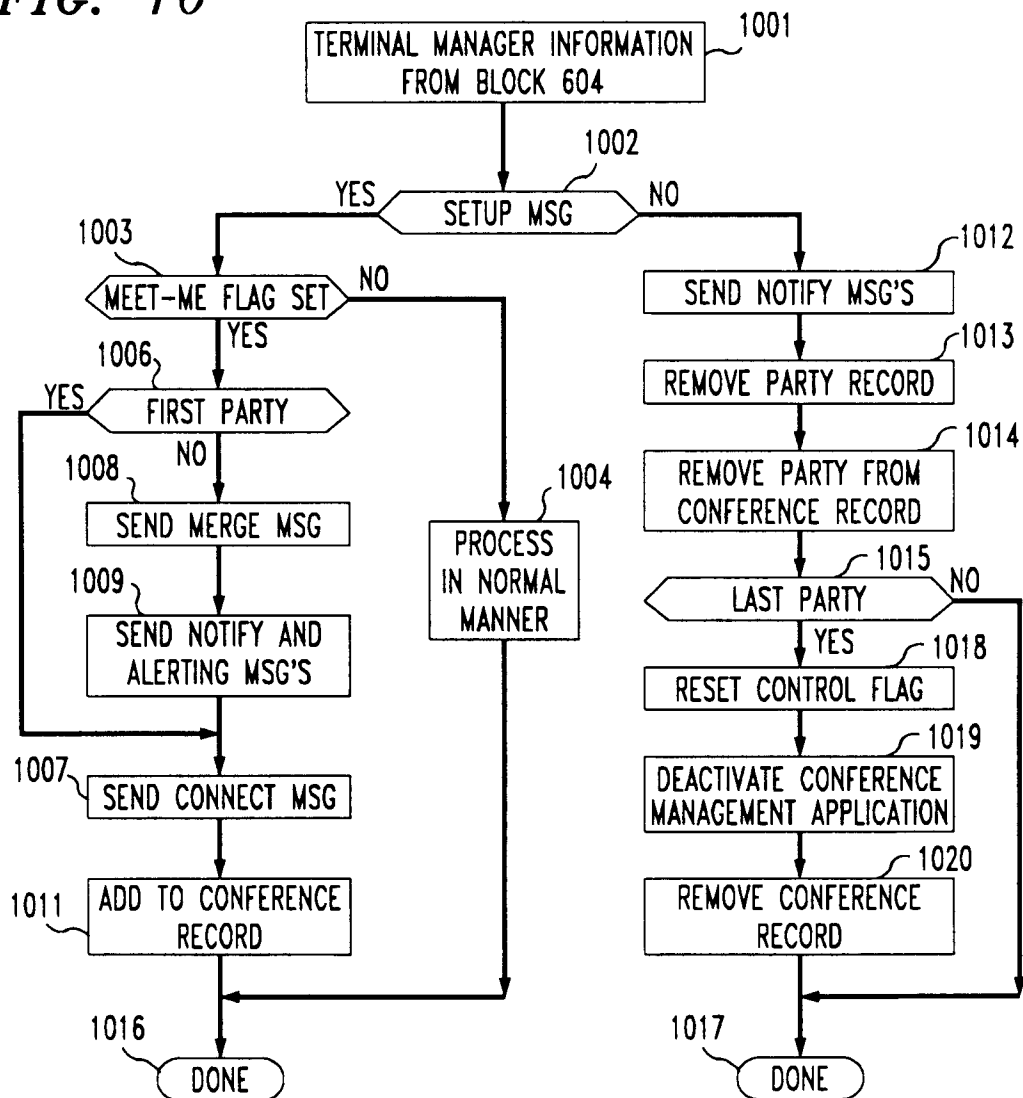 FIG. 10
TERMINAL MANAGER INFORMATION
FROM BLOCK 604
1001
1002
YES
SETUP MSG
NO
1003
MEET-ME FLAG SET
NO
YES
1006
YES
FIRST PARTY
NO
1008
SEND MERGE MSG
1009
SEND NOTIFY AND
ALERTING MSG'S
1004
PROCESS
IN NORMAL
MANNER
1007
SEND CONNECT MSG
1011
ADD TO CONFERENCE
RECORD
1016
DONE
1012
SEND NOTIFY MSG'S
1013
REMOVE PARTY RECORD
1014
REMOVE PARTY FROM
CONFERENCE RECORD
1015
LAST PARTY
NO
YES
1018
RESET CONTROL FLAG
1019
DEACTIVATE CONFERENCE
MANAGEMENT APPLICATION
1020
REMOVE CONFERENCE
RECORD
1017
DONE